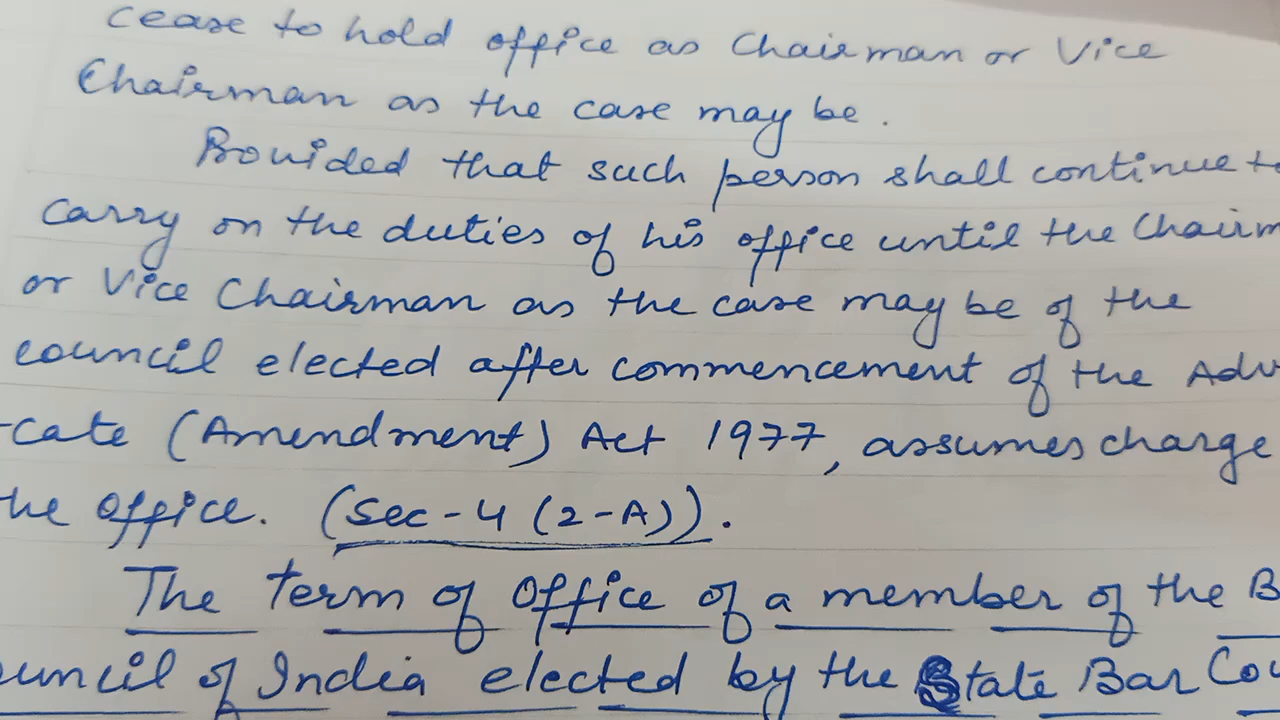 cease to hold office as Chairman or Vice
Chairman as the case may be.
Provided that such person shall continue t
carry on the duties of his office until the Chairm
or Vice Chairman as the case may be of the
council elected after commencement of the Adv
-cate (Amendment) Act 1977, assumes charge
he office. (Sec-4 (2-A)).
The term of Office of a member of the B
ouncil of India elected by the State Bar Cou